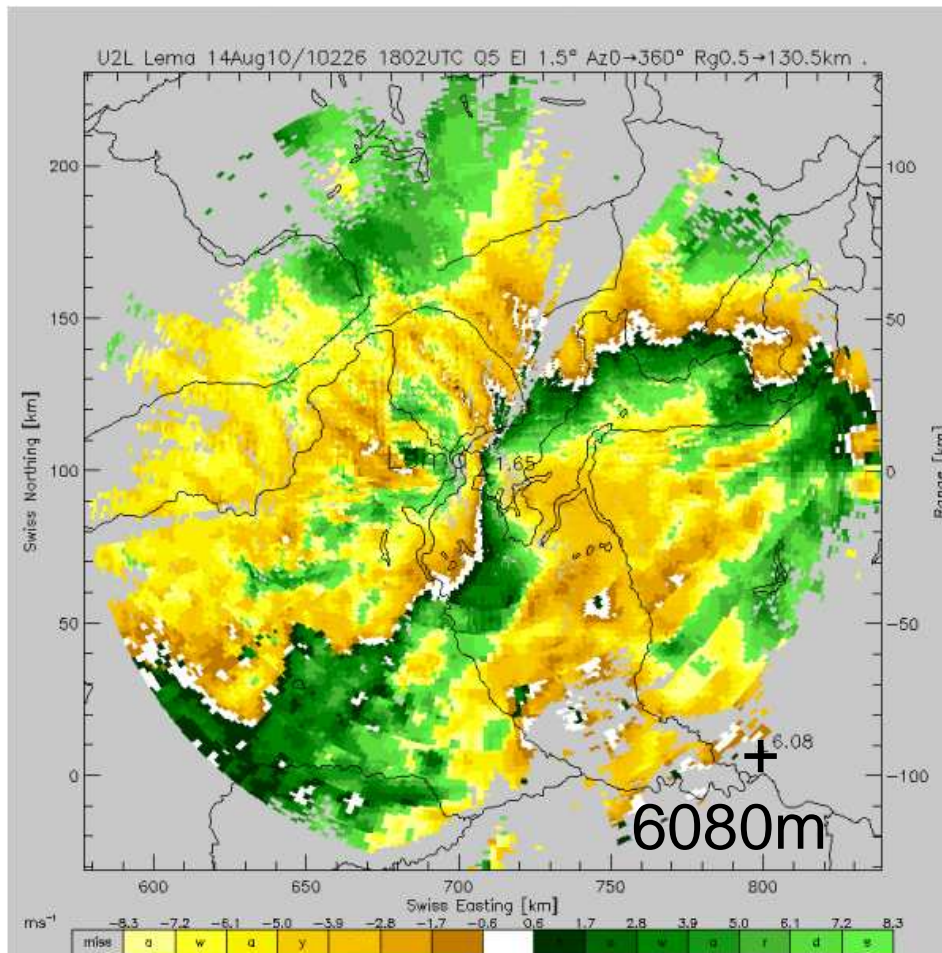 U2L Lema 14Aug10/10226 1802UTC Q5 El 1.5° Az0→360° Rg0.5→130.5km .
200
150
100
50
0
Swiss Northing [km]
100
50
0
−50
−100
Range [km]
Lema
1.65
6.08
6080m
600 650 700 750 800
Swiss Easting [km]
ms⁻¹ −8.3 −7.2 −6.1 −5.0 −3.9 −2.8 −1.7 −0.6 0.6 1.7 2.8 3.9 5.0 6.1 7.2 8.3
miss a w a y t o w a r d s